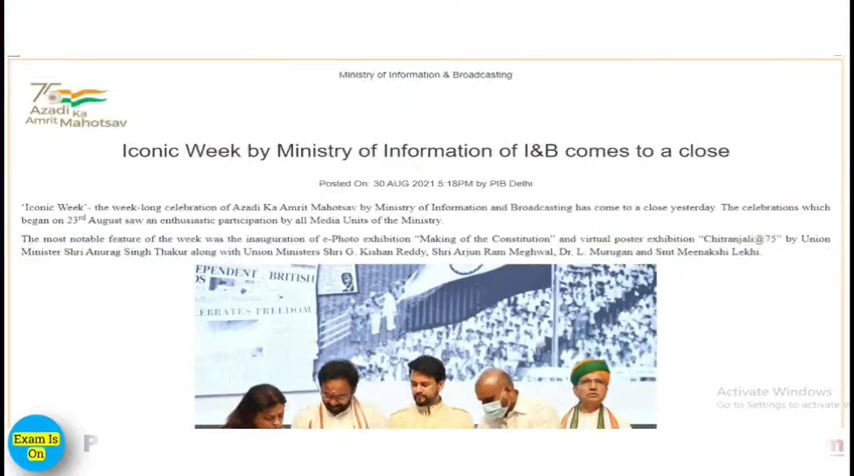 Ministry of Information & Broadcasting
75
Azadi Ka
Amrit Mahotsav
Iconic Week by Ministry of Information of I&B comes to a close
Posted On: 30 AUG 2021 5:18PM by PIB Delhi
'Iconic Week'- the week-long celebration of Azadi Ka Amrit Mahotsav by Ministry of Information and Broadcasting has come to a close yesterday. The celebrations which
began on 23rd August saw an enthusiastic participation by all Media Units of the Ministry.
The most notable feature of the week was the inauguration of e-Photo exhibition "Making of the Constitution" and virtual poster exhibition "Chitranjali@75" by Union
Minister Shri Anurag Singh Thakur along with Union Ministers Shri G. Kishan Reddy, Shri Arjun Ram Meghwal, Dr. L. Murugan and Smt Meenakshi Lekhi.
EPENDENT BRITISH
OS
LEBRATES FREEDOM
Activate Windows
Go to Settings to activate W
Exam Is
On
P
m